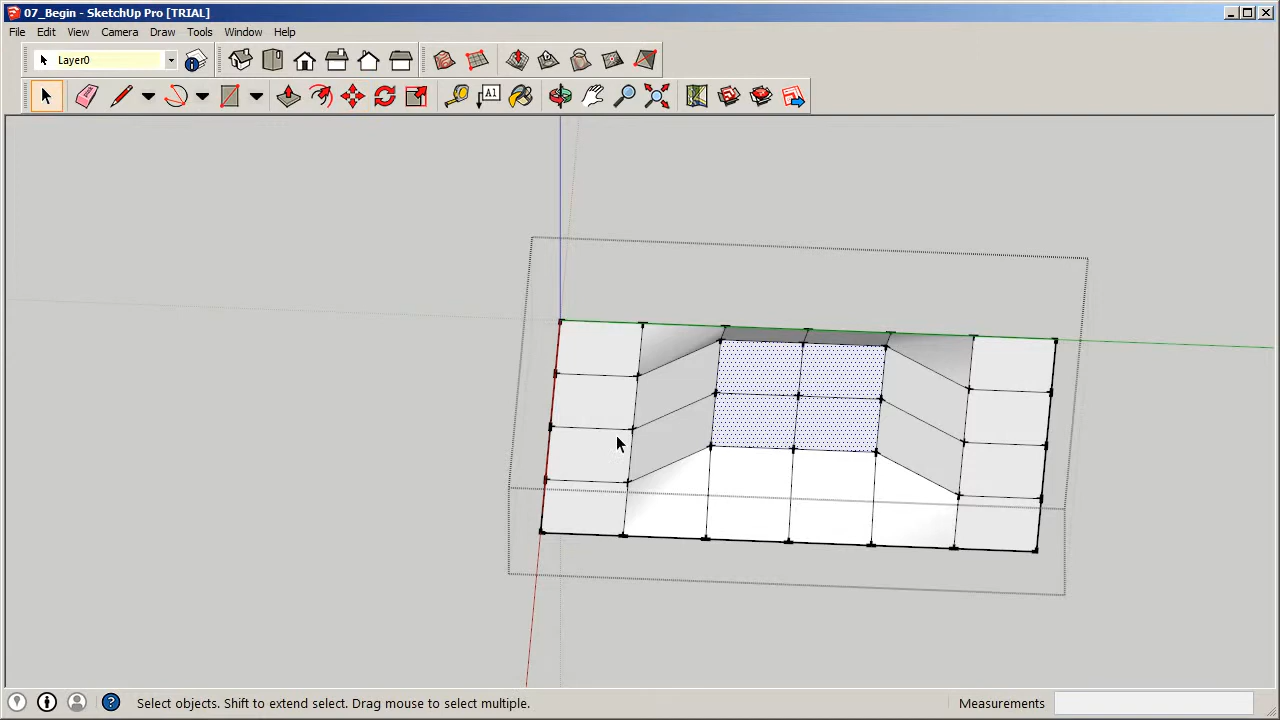 07_Begin - SketchUp Pro [TRIAL]
File Edit View Camera Draw Tools Window Help
Layer0
A1
Select objects. Shift to extend select. Drag mouse to select multiple.
Measurements